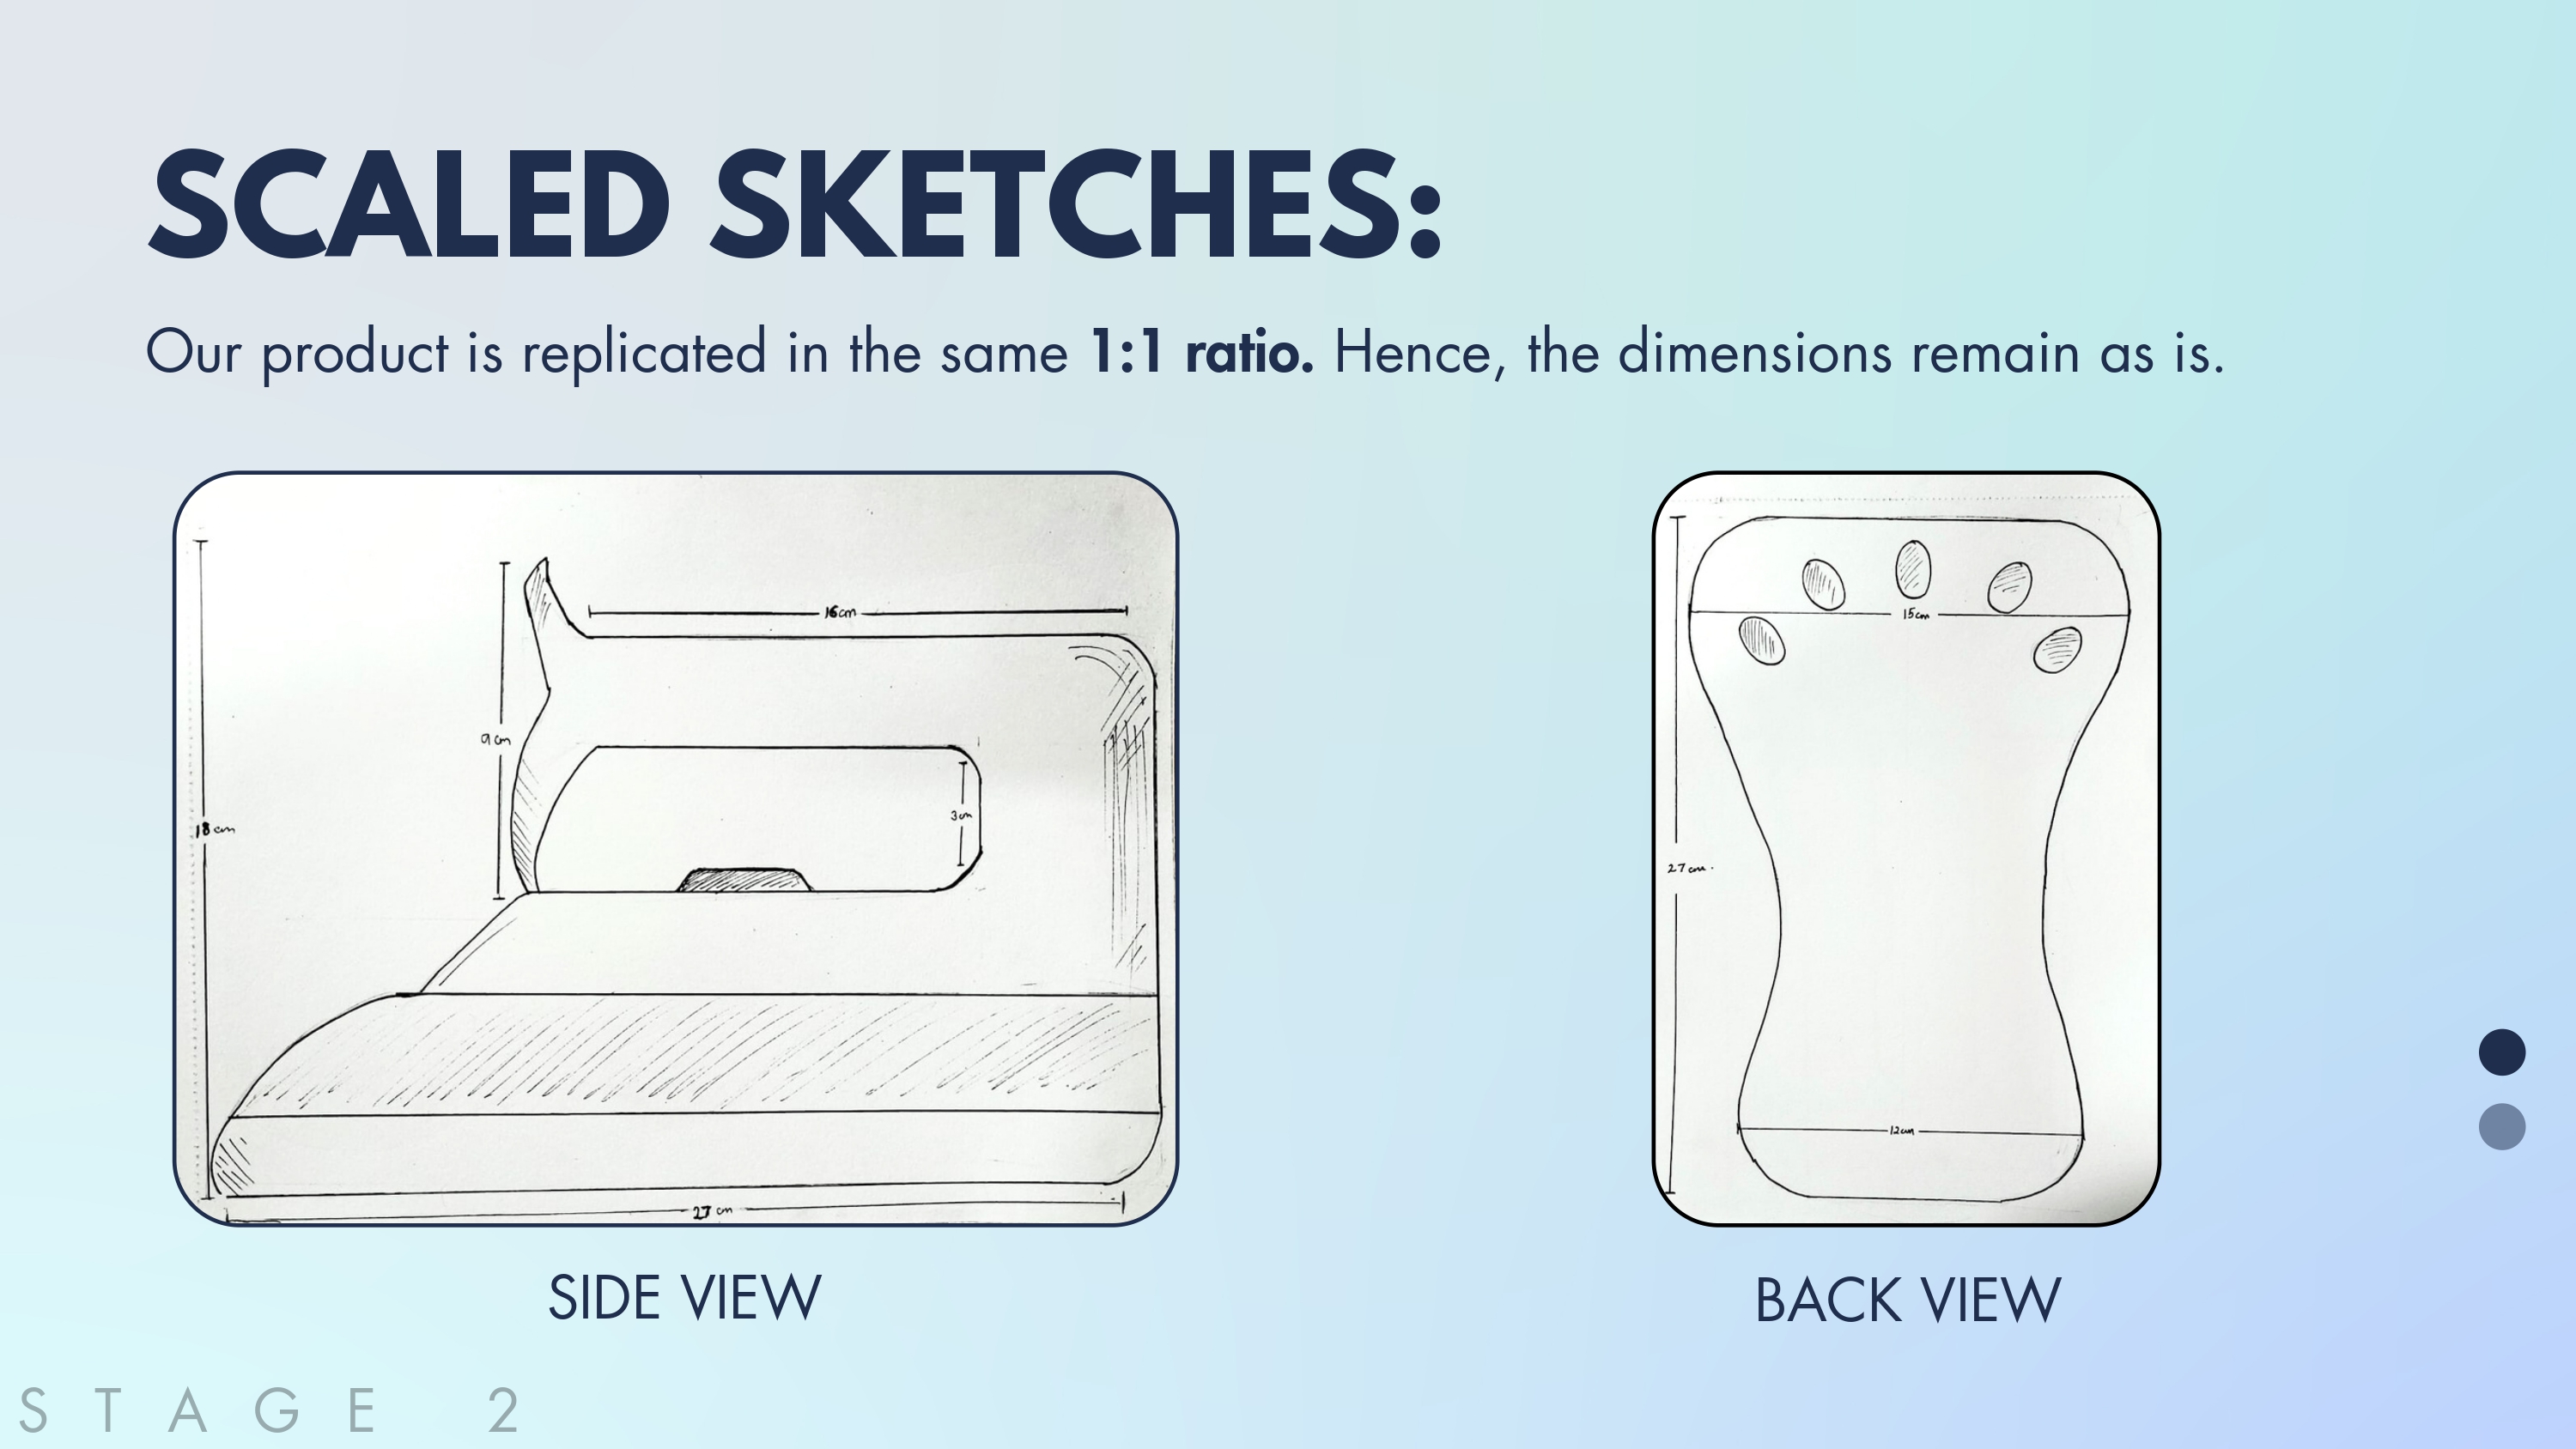 SCALED SKETCHES:
Our product is replicated in the same 1:1 ratio. Hence, the dimensions remain as is.
16cm
9cm
3cm
18cm
27cm
15cm
27cm.
12cm
SIDE VIEW
BACK VIEW
STAGE 2